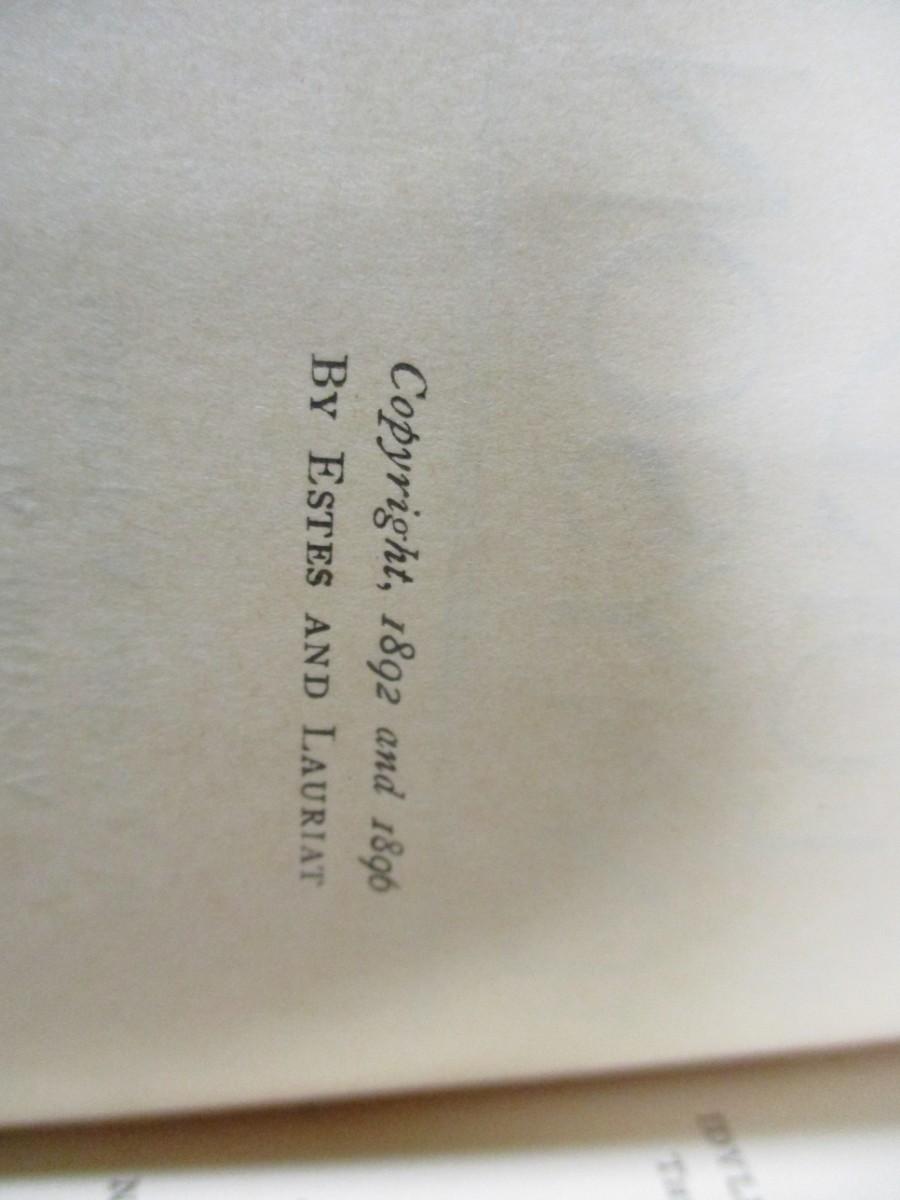 Copyright, 1892 and 1896
BY ESTES AND LAURIAT